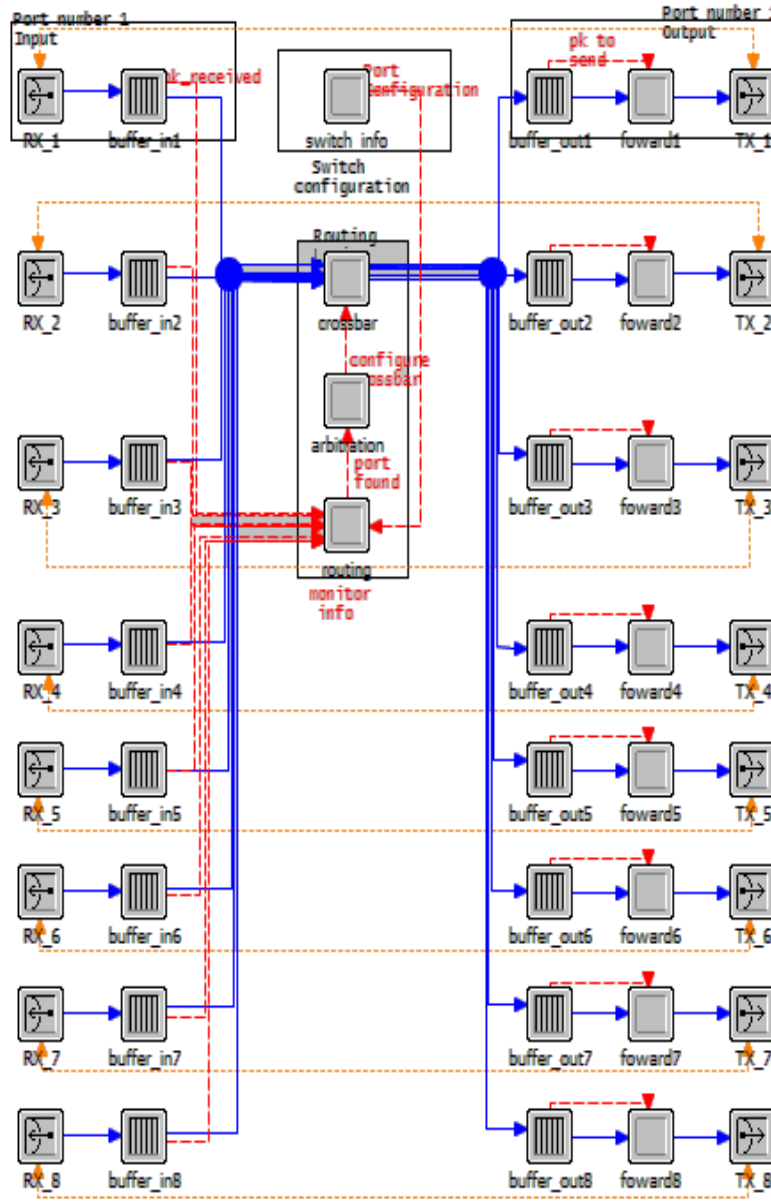 Port number 1
Input
Port number
Output
pk_received
Port
Configuration
pk to
send
RX_1
buffer_in1
switch info
buffer_out1
foward1
TX_1
Switch
configuration
Routing
RX_2
buffer_in2
crossbar
buffer_out2
foward2
TX_2
configure
arbitration
port
found
RX_3
buffer_in3
buffer_out3
foward3
TX_3
routing
monitor
info
RX_4
buffer_in4
buffer_out4
foward4
TX_4
RX_5
buffer_in5
buffer_out5
foward5
TX_5
RX_6
buffer_in6
buffer_out6
foward6
TX_6
RX_7
buffer_in7
buffer_out7
foward7
TX_7
RX_8
buffer_in8
buffer_out8
foward8
TX_8